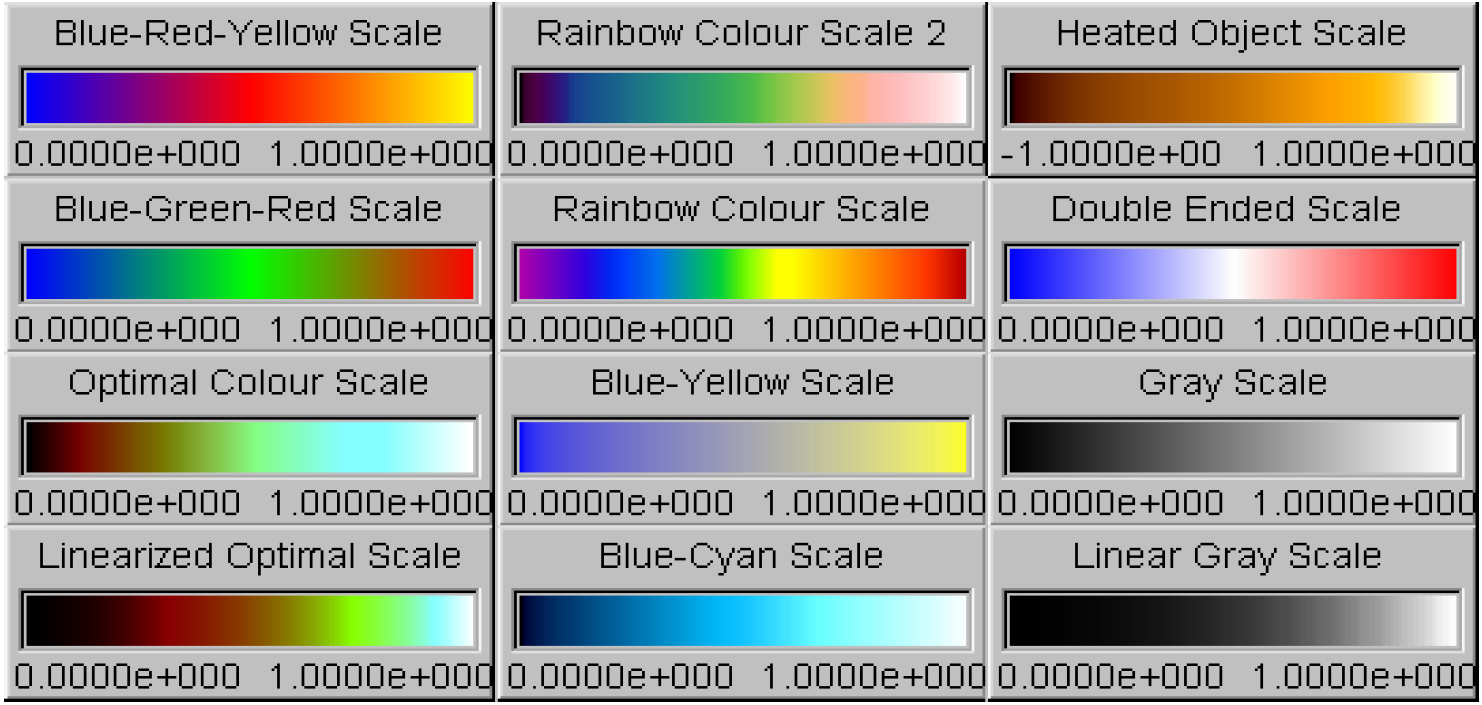 Blue-Red-Yellow Scale
0.0000e+000 1.0000e+000
Rainbow Colour Scale 2
0.0000e+000 1.0000e+000
Heated Object Scale
-1.0000e+00 1.0000e+000
Blue-Green-Red Scale
0.0000e+000 1.0000e+000
Rainbow Colour Scale
0.0000e+000 1.0000e+000
Double Ended Scale
0.0000e+000 1.0000e+000
Optimal Colour Scale
0.0000e+000 1.0000e+000
Blue-Yellow Scale
0.0000e+000 1.0000e+000
Gray Scale
0.0000e+000 1.0000e+000
Linearized Optimal Scale
0.0000e+000 1.0000e+000
Blue-Cyan Scale
0.0000e+000 1.0000e+000
Linear Gray Scale
0.0000e+000 1.0000e+000